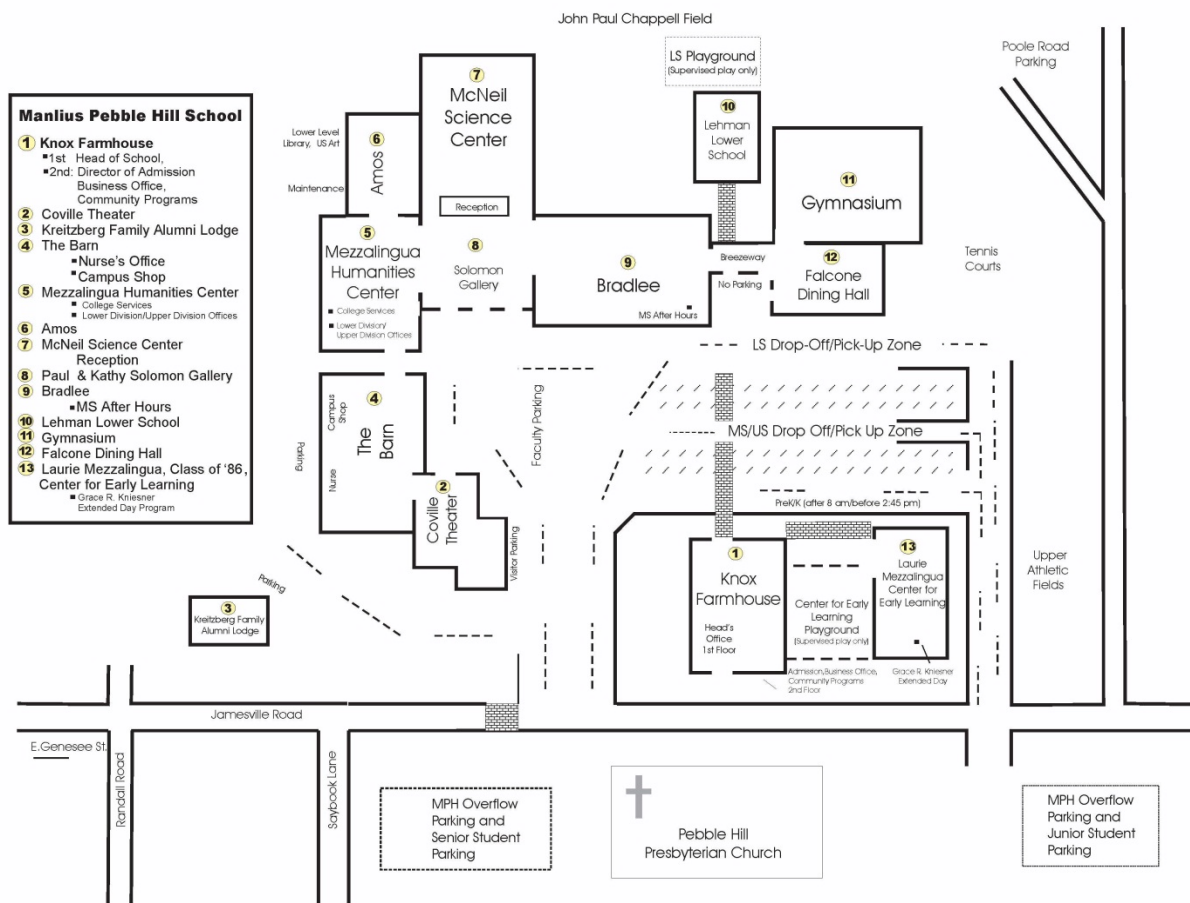 John Paul Chappell Field
Manlius Pebble Hill School
1 Knox Farmhouse
1st Head of School,
2nd: Director of Admission
Business Office,
Community Programs
2 Coville Theater
3 Kreitzberg Family Alumni Lodge
4 The Barn
Nurse's Office
Campus Shop
5 Mezzalingua Humanities Center
College Services
Lower Division/Upper Division Offices
6 Amos
7 McNeil Science Center
Reception
8 Paul & Kathy Solomon Gallery
9 Bradlee
MS After Hours
10 Lehman Lower School
11 Gymnasium
12 Falcone Dining Hall
13 Laurie Mezzalingua, Class of '86,
Center for Early Learning
Grace R. Kniesner
Extended Day Program
Lower Level
Library, US Art
Maintenance
6
Amos
7
McNeil
Science
Center
Reception
LS Playground
(Supervised play only)
10
Lehman
Lower
School
11
Gymnasium
Poole Road
Parking
5
Mezzalingua
Humanities
Center
College Services
Lower Division/
Upper Division Offices
8
Solomon
Gallery
9
Bradlee
MS After Hours
Breezeway
No Parking
12
Falcone
Dining Hall
Tennis
Courts
LS Drop-Off/Pick-Up Zone
MS/US Drop Off/Pick Up Zone
PreK/K (after 8 am/before 2:45 pm)
Faculty Parking
Parking
Campus
Shop
Nurse
4
The
Barn
2
Coville
Theater
Visitor Parking
Parking
3
Kreitzberg Family
Alumni Lodge
1
Knox
Farmhouse
Head's
Office
1st Floor
Center for Early
Learning
Playground
(Supervised play only)
13
Laurie
Mezzalingua
Center for
Early Learning
Admission,Business Office,
Community Programs
2nd Floor
Grace R. Kniesner
Extended Day
Upper
Athletic
Fields
Jamesville Road
E.Genesee St.
Randall Road
Saybook Lane
MPH Overflow
Parking and
Senior Student
Parking
Pebble Hill
Presbyterian Church
MPH Overflow
Parking and
Junior Student
Parking